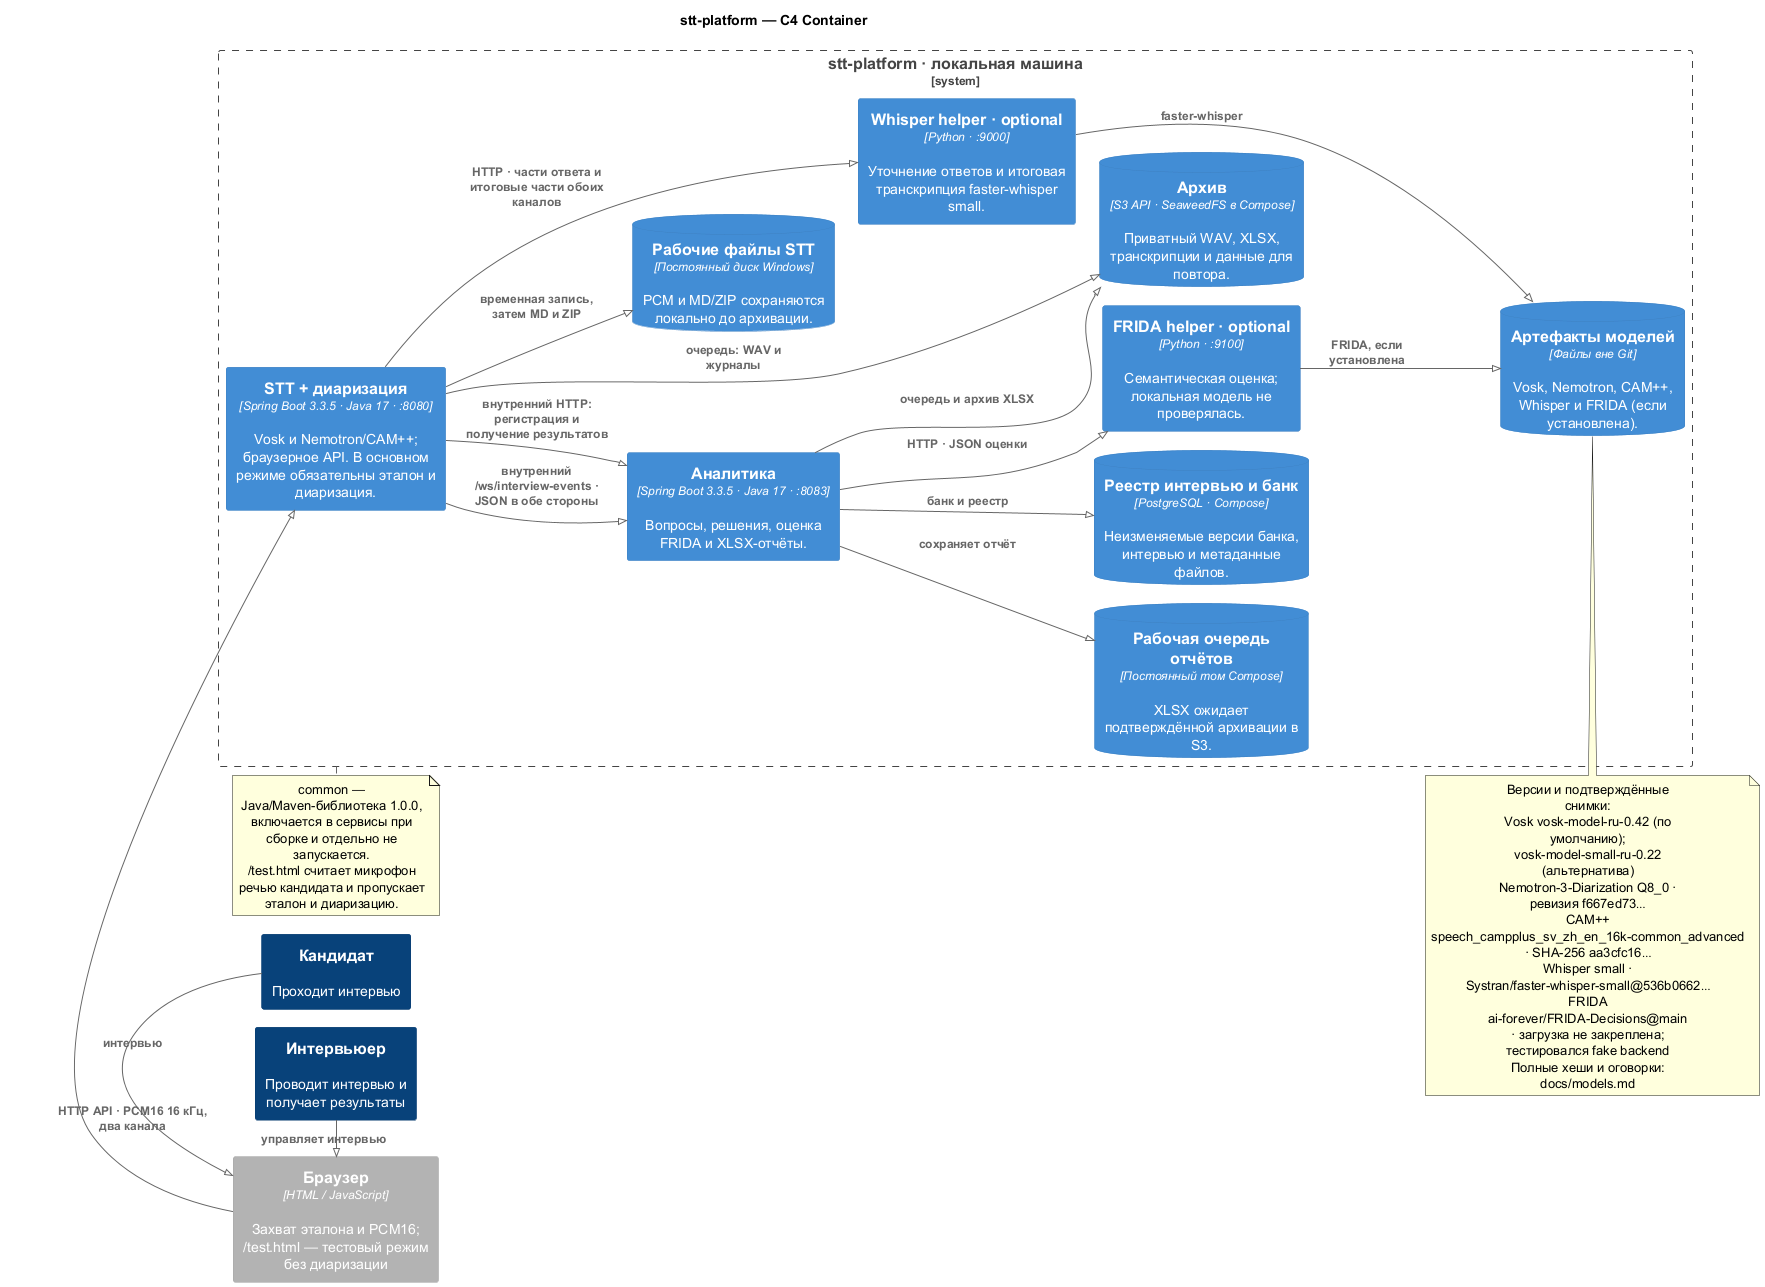 stt-platform — C4 Container
stt-platform · локальная машина
[system]
Whisper helper · optional
[Python · :9000]
Уточнение ответов и итоговая
транскрипция faster-whisper
small.
faster-whisper
Архив
[S3 API · SeaweedFS в Compose]
Приватный WAV, XLSX,
транскрипции и данные для
повтора.
HTTP · части ответа и
итоговые части обоих
каналов
Рабочие файлы STT
[Постоянный диск Windows]
PCM и MD/ZIP сохраняются
локально до архивации.
временная запись,
затем MD и ZIP
очередь: WAV и
журналы
FRIDA helper · optional
[Python · :9100]
Семантическая оценка;
локальная модель не
проверялась.
FRIDA, если
установлена
Артефакты моделей
[Файлы вне Git]
Vosk, Nemotron, CAM++,
Whisper и FRIDA (если
установлена).
STT + диаризация
[Spring Boot 3.3.5 · Java 17 · :8080]
Vosk и Nemotron/CAM++;
браузерное API. В основном
режиме обязательны эталон и
диаризация.
внутренний HTTP:
регистрация и
получение результатов
внутренний
/ws/interview-events ·
JSON в обе стороны
очередь и архив XLSX
HTTP · JSON оценки
Аналитика
[Spring Boot 3.3.5 · Java 17 · :8083]
Вопросы, решения, оценка
FRIDA и XLSX-отчёты.
банк и реестр
сохраняет отчёт
Реестр интервью и банк
[PostgreSQL · Compose]
Неизменяемые версии банка,
интервью и метаданные
файлов.
Рабочая очередь
отчётов
[Постоянный том Compose]
XLSX ожидает
подтверждённой архивации в
S3.
common —
Java/Maven-библиотека 1.0.0,
включается в сервисы при
сборке и отдельно не
запускается.
/test.html считает микрофон
речью кандидата и пропускает
эталон и диаризацию.
Версии и подтверждённые
снимки:
Vosk vosk-model-ru-0.42 (по
умолчанию);
vosk-model-small-ru-0.22
(альтернатива)
Nemotron-3-Diarization Q8_0 ·
ревизия f667ed73...
CAM++
speech_campplus_sv_zh_en_16k-common_advanced
· SHA-256 aa3cfc16...
Whisper small ·
Systran/faster-whisper-small@536b0662...
FRIDA
ai-forever/FRIDA-Decisions@main
· загрузка не закреплена;
тестировался fake backend
Полные хеши и оговорки:
docs/models.md
Кандидат
Проходит интервью
интервью
Интервьюер
Проводит интервью и
получает результаты
HTTP API · PCM16 16 кГц,
два канала
управляет интервью
Браузер
[HTML / JavaScript]
Захват эталона и PCM16;
/test.html — тестовый режим
без диаризации